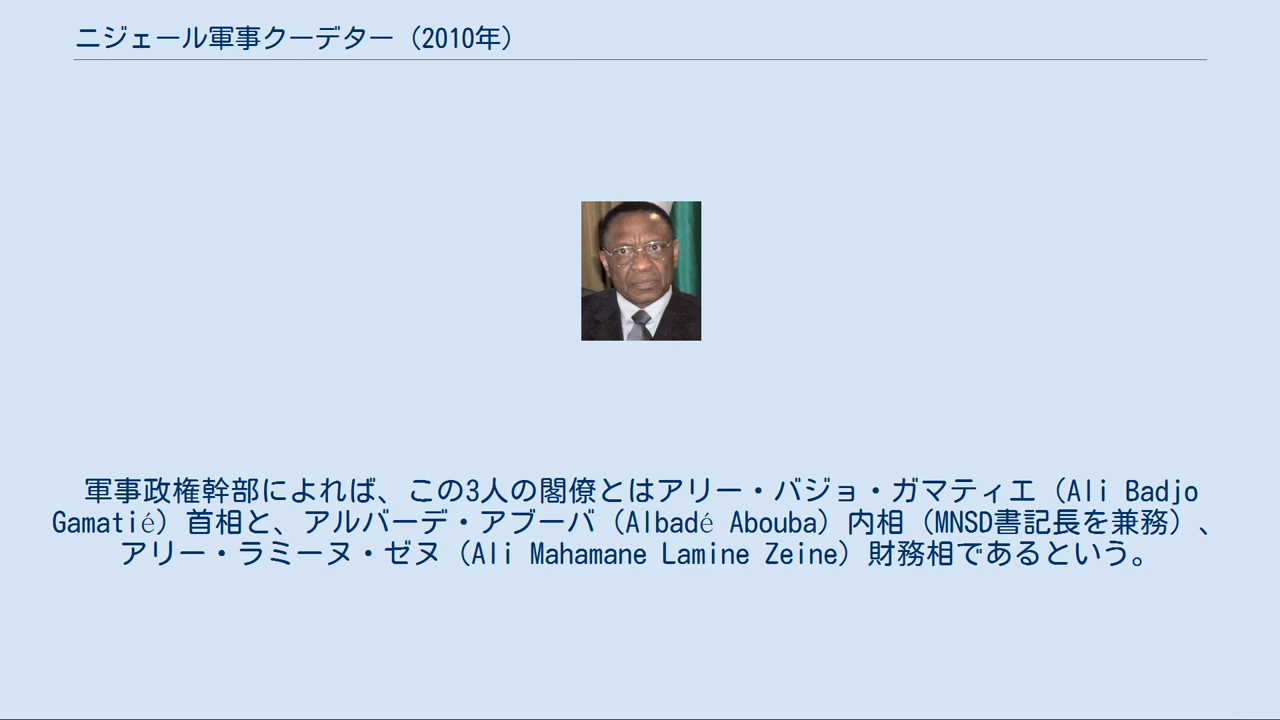 ニジェール軍事クーデター（2010年）
軍事政権幹部によれば、この3人の閣僚とはアリー・バジョ・ガマティエ（Ali Badjo
Gamatié）首相と、アルバーデ・アブーバ（Albadé Abouba）内相（MNSD書記長を兼務）、
アリー・ラミーヌ・ゼヌ（Ali Mahamane Lamine Zeine）財務相であるという。